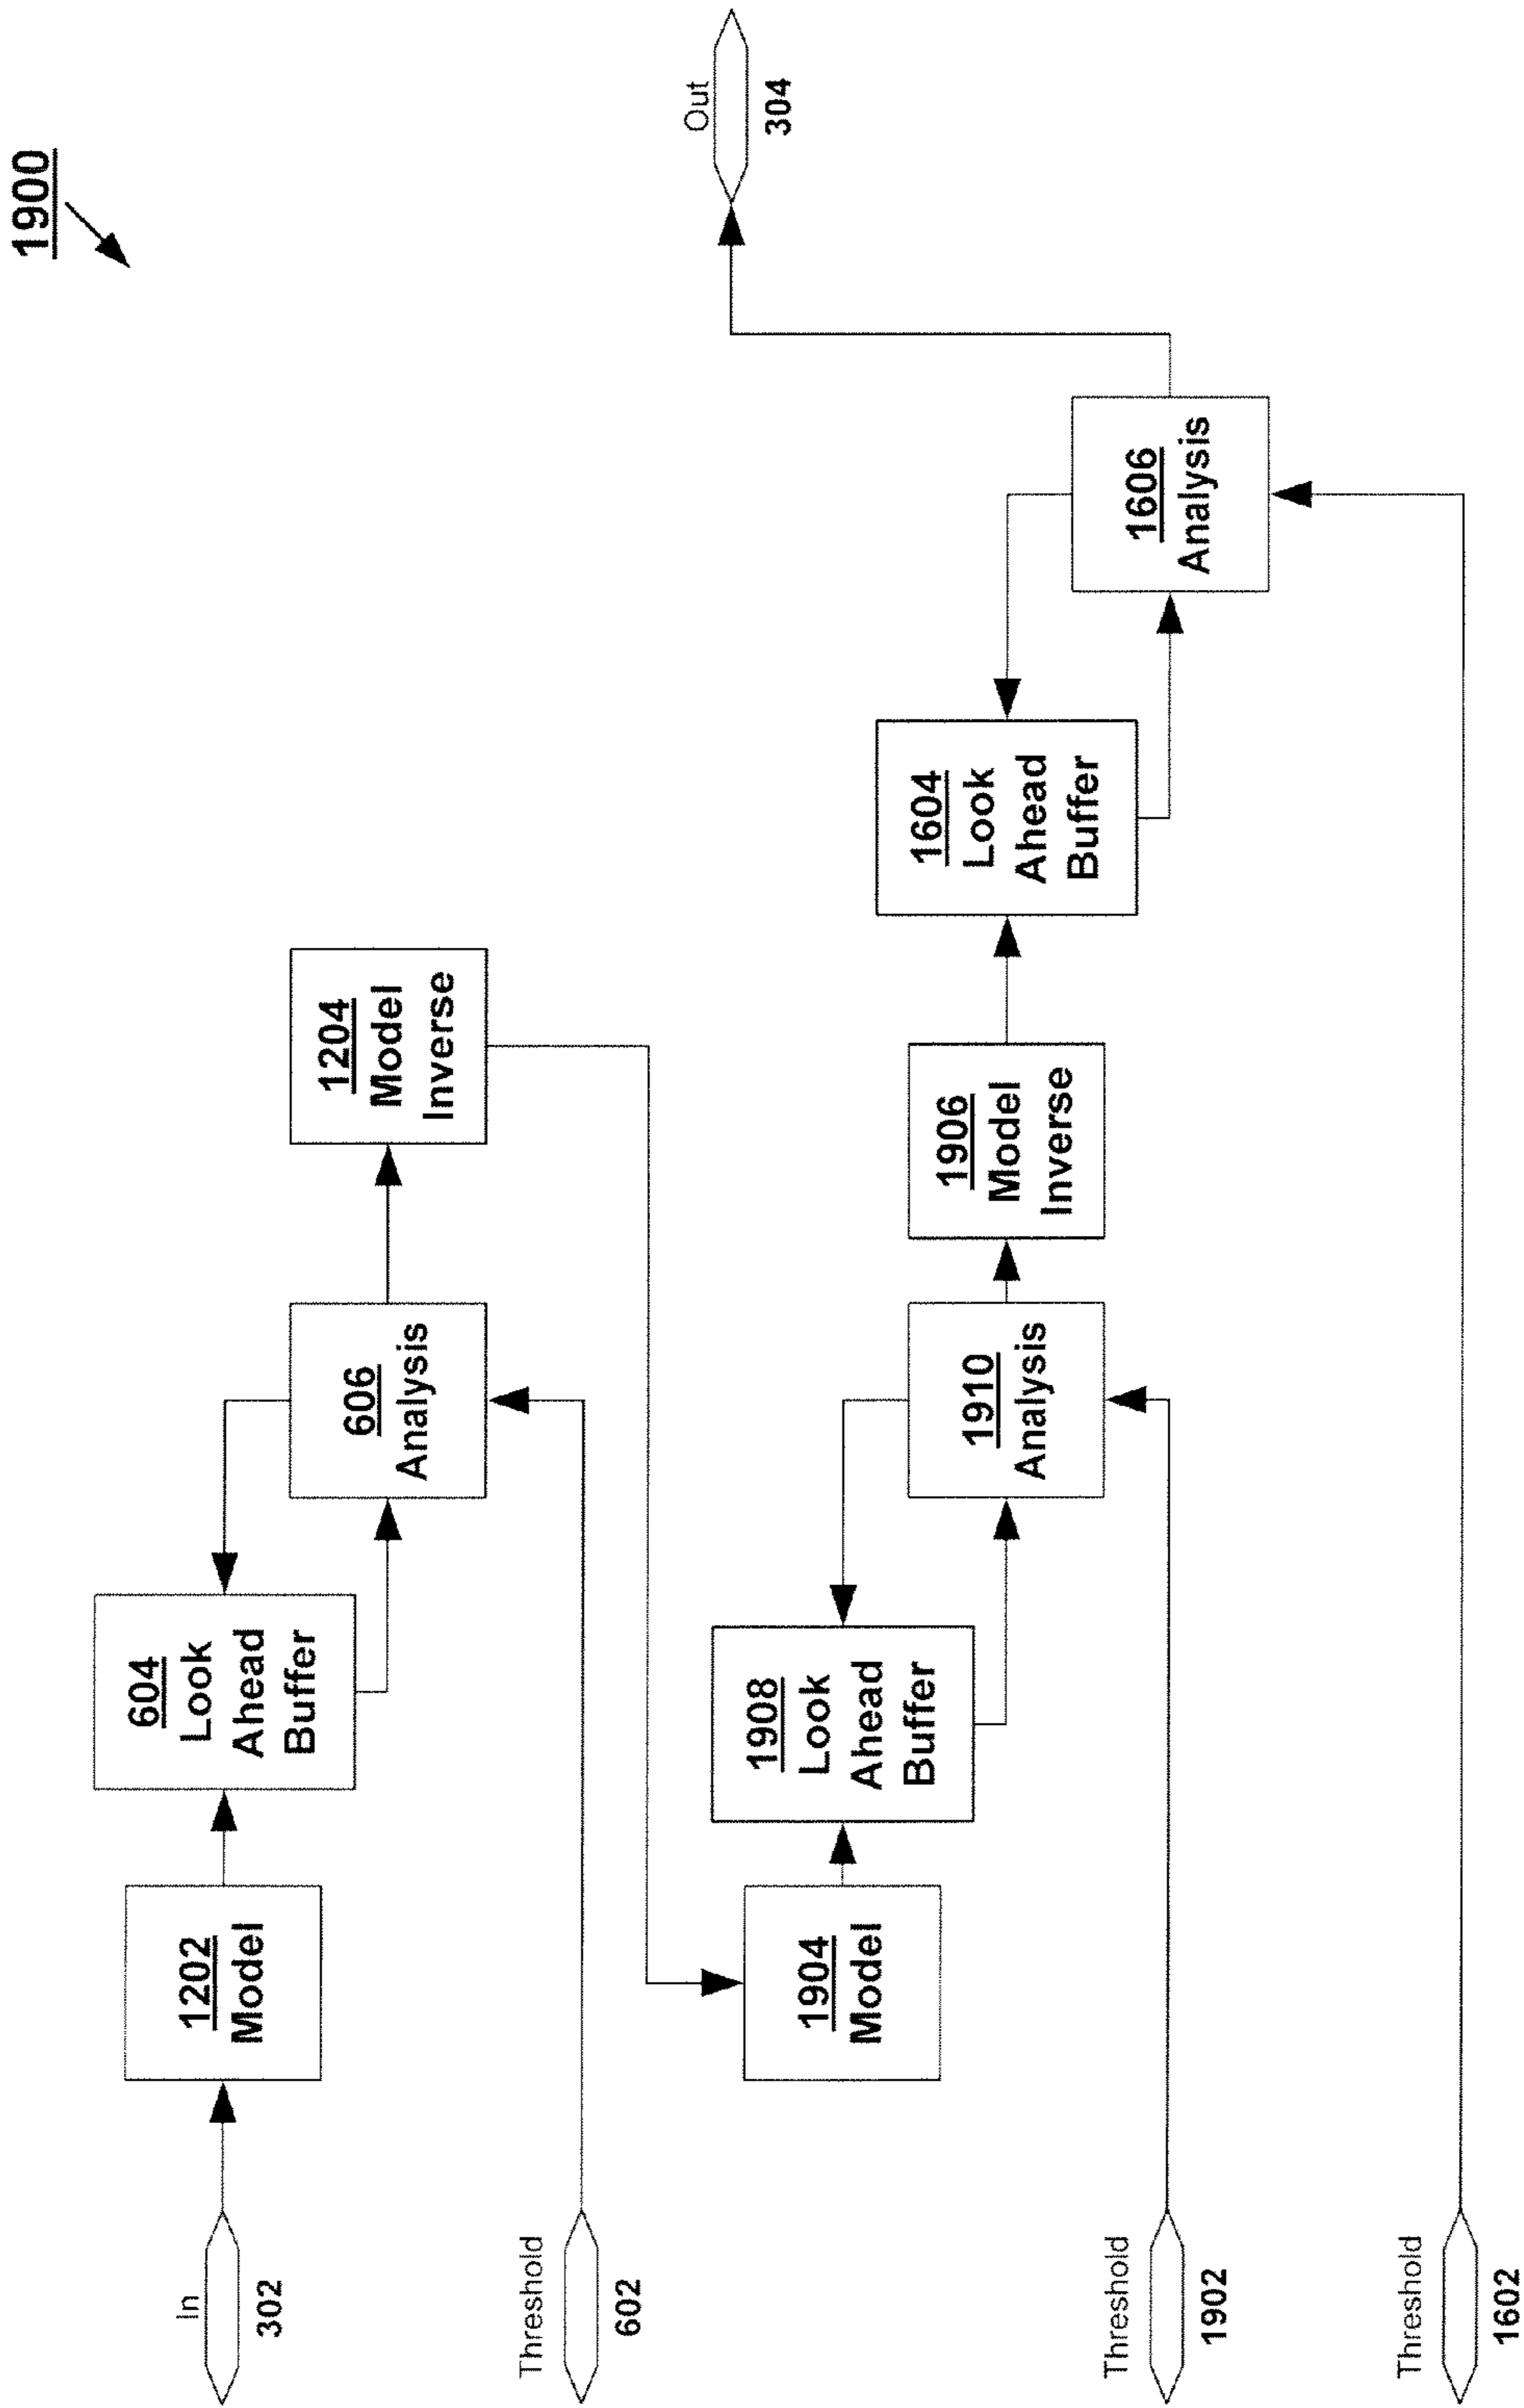 1900
In
302
1202
Model
604
Look
Ahead
Buffer
606
Analysis
1204
Model
Inverse
Threshold
602
Out
304
1904
Model
1908
Look
Ahead
Buffer
1910
Analysis
1906
Model
Inverse
1604
Look
Ahead
Buffer
1606
Analysis
Threshold
1902
Threshold
1602